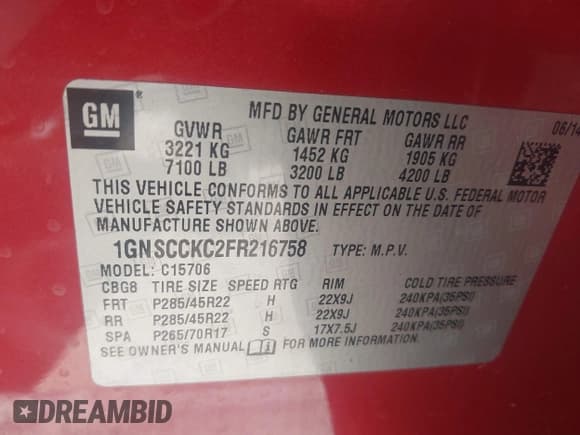 GM
MFD BY GENERAL MOTORS LLC
06/14
GVWR GAWR FRT GAWR RR
3221 KG 1452 KG 1905 KG
7100 LB 3200 LB 4200 LB
THIS VEHICLE CONFORMS TO ALL APPLICABLE U.S. FEDERAL MOTOR
VEHICLE SAFETY STANDARDS IN EFFECT ON THE DATE OF
MANUFACTURE SHOWN ABOVE.
1GNSCCKC2FR216758 TYPE: M.P.V.
MODEL: C15706
CBG8 TIRE SIZE SPEED RTG RIM COLD TIRE PRESSURE
FRT P285/45R22 H 22X9J 240KPA(35PSI)
RR P285/45R22 H 22X9J 240KPA(35PSI)
SPA P265/70R17 S 17X7.5J 240KPA(35PSI)
SEE OWNER'S MANUAL FOR MORE INFORMATION.
DREAMBID